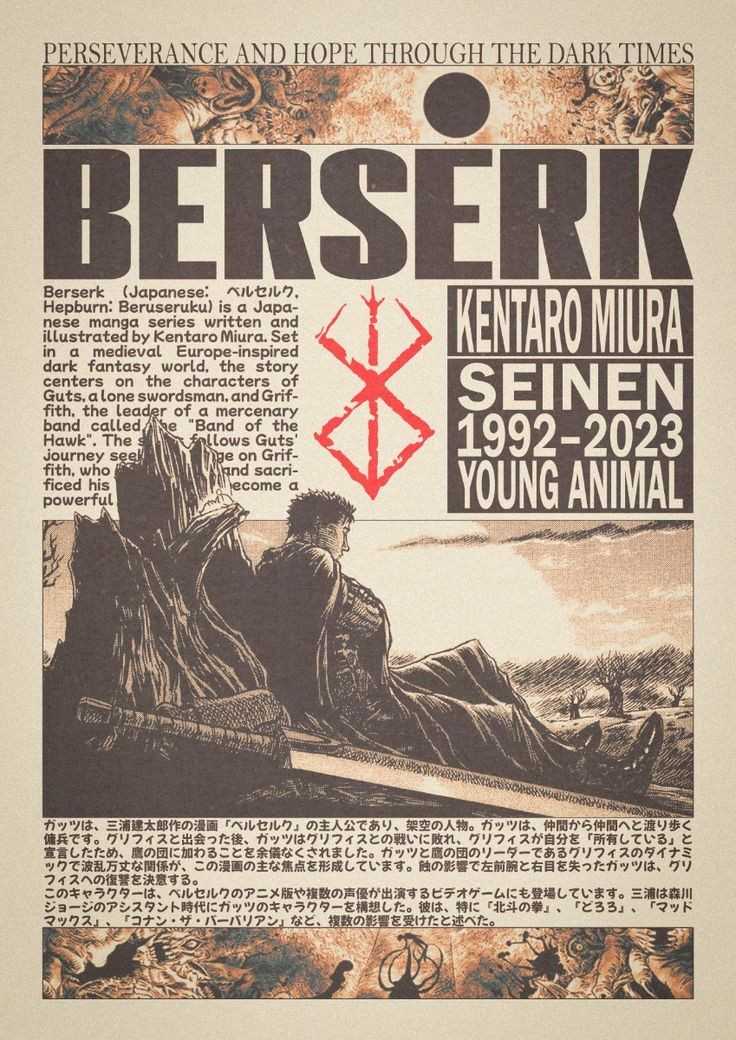 PERSEVERANCE AND HOPE THROUGH THE DARK TIMES
BERSERK
Berserk (Japanese: ベルセルク,
Hepburn: Beruseruku) is a Japa-
nese manga series written and
illustrated by Kentaro Miura. Set
in a medieval Europe-inspired
dark fantasy world, the story
centers on the characters of
Guts, a lone swordsman, and Grif-
fith, the leader of a mercenary
band called "Band of the
Hawk". The follows Guts'
journey on Grif-
fith, who and sacri-
ficed his become a
powerful
KENTARO MIURA
SEINEN
1992-2023
YOUNG ANIMAL
ガッツは、三浦建太郎作の漫画「ベルセルク」の主人公であり、架空の人物。ガッツは、仲間から仲間へと渡り歩く
傭兵です。グリフィスと出会った後、ガッツはグリフィスとの戦いに敗れ、グリフィスが自分を「所有している」と
宣言したため、鷹の団に加わることを余儀なくされました。ガッツと鷹の団のリーダーであるグリフィスのダイナミ
ックで波乱万丈な関係が、この漫画の主な焦点を形成しています。蝕の影響で左前腕と右目を失ったガッツは、グリ
フィスへの復讐を決意する。
このキャラクターは、ベルセルクのアニメ版や複数の声優が出演するビデオゲームにも登場しています。三浦は森川
ジョージのアシスタント時代にガッツのキャラクターを構想した。彼は、特に「北斗の拳」、「どろろ」、「マッド
マックス」、「コナン・ザ・バーバリアン」など、複数の影響を受けたと述べた。